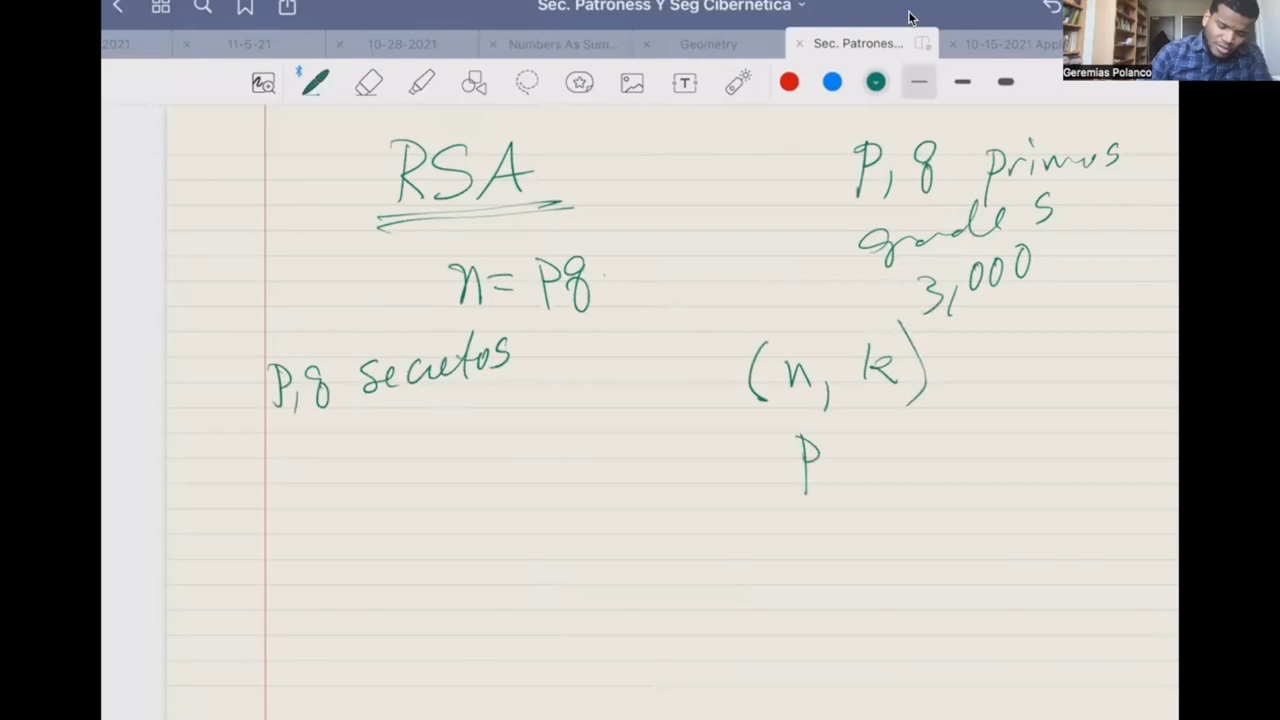 Sec. Patroness Y Seg Cibernetica
2021
11-5-21
10-28-2021
Numbers As Sum...
Geometry
Sec. Patrones...
10-15-2021 Appl
Geremias Polanco
T
RSA
p, q primos
grandes
3,000
n = pq
p, q secretos
(n, k)
p